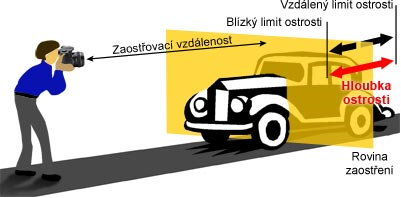 Vzdálený limit ostrosti
Blízký limit ostrosti
Zaostřovací vzdálenost
Hloubka
ostrosti
Rovina
zaostření